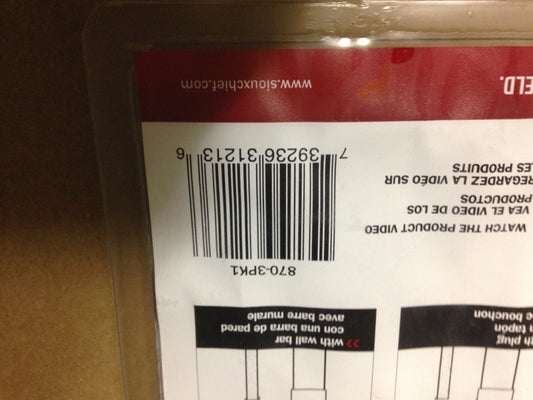 plug
tapón
bouchon
>> with wall bar
con una barra de pared
avec barre murale
WATCH THE PRODUCT VIDEO
VEA EL VIDEO DE LOS
PRODUCTOS
REGARDEZ LA VIDÉO SUR
LES PRODUITS
870-3PK1
7 39236 31213 6
ELD.
www.siouxchief.com